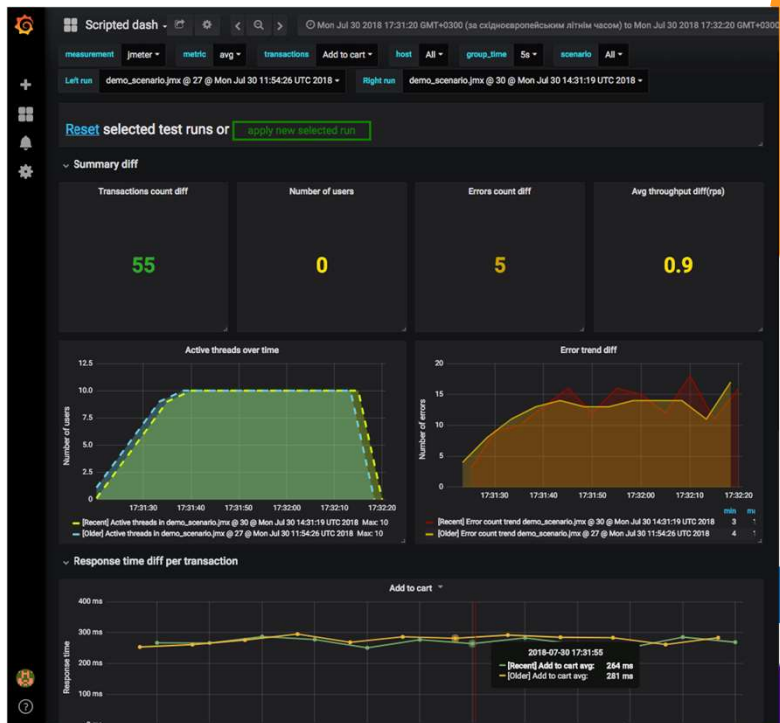 Scripted dash
Mon Jul 30 2018 17:31:20 GMT+0300 (за східноєвропейським літнім часом) to Mon Jul 30 2018 17:32:20 GMT+0300
measurement jmeter metric avg transactions Add to cart host All group_time 5s scenario All
Left run demo_scenario.jmx @ 27 @ Mon Jul 30 11:54:26 UTC 2018 Right run demo_scenario.jmx @ 30 @ Mon Jul 30 14:31:19 UTC 2018
Reset selected test runs or apply new selected run
Summary diff
Transactions count diff
55
Number of users
0
Errors count diff
5
Avg throughput diff(rps)
0.9
Active threads over time
Number of users
12.5
10.0
7.5
5.0
2.5
0
17:31:30 17:31:40 17:31:50 17:32:00 17:32:10 17:32:20
[Recent] Active threads in demo_scenario.jmx @ 30 @ Mon Jul 30 14:31:19 UTC 2018 Max: 10
[Older] Active threads in demo_scenario.jmx @ 27 @ Mon Jul 30 11:54:26 UTC 2018 Max: 10
Error trend diff
Number of errors
20
15
10
5
0
17:31:30 17:31:40 17:31:50 17:32:00 17:32:10 17:32:20
min
[Recent] Error count trend demo_scenario.jmx @ 30 @ Mon Jul 30 14:31:19 UTC 2018 3
[Older] Error count trend demo_scenario.jmx @ 27 @ Mon Jul 30 11:54:26 UTC 2018 4
Response time diff per transaction
Add to cart
Response time
400 ms
300 ms
200 ms
100 ms
2018-07-30 17:31:55
[Recent] Add to cart avg: 264 ms
[Older] Add to cart avg: 281 ms